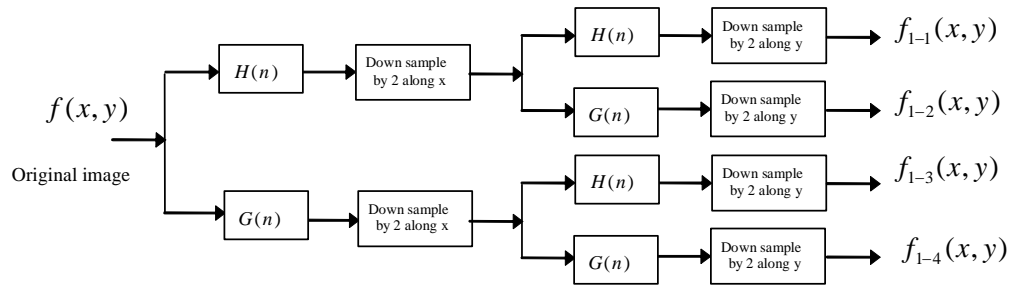 H(n)
Down sample
by 2 along y
f₁₋₁(x, y)
H(n)
Down sample
by 2 along x
f(x, y)
G(n)
Down sample
by 2 along y
f₁₋₂(x, y)
Original image
H(n)
Down sample
by 2 along y
f₁₋₃(x, y)
G(n)
Down sample
by 2 along x
G(n)
Down sample
by 2 along y
f₁₋₄(x, y)